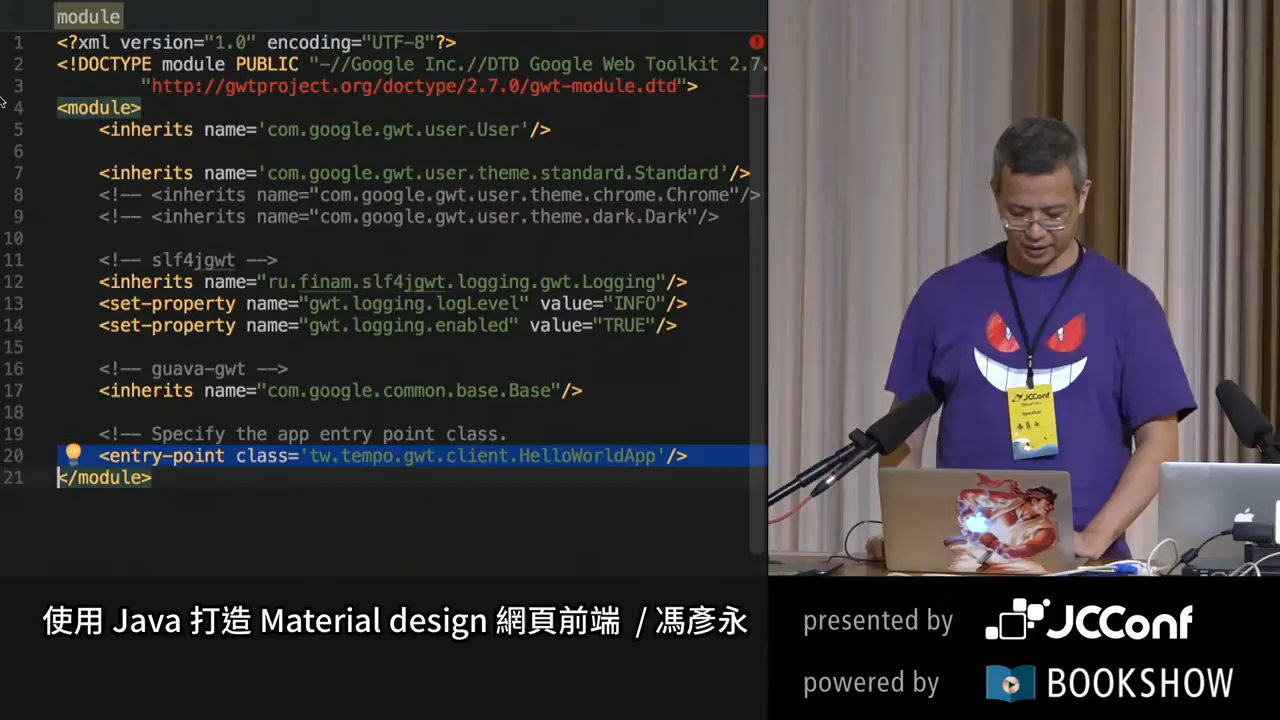 module
1 <?xml version="1.0" encoding="UTF-8"?>
2 <!DOCTYPE module PUBLIC "-//Google Inc.//DTD Google Web Toolkit 2.7.
3 "http://gwtproject.org/doctype/2.7.0/gwt-module.dtd">
4 <module>
5 <inherits name='com.google.gwt.user.User'/>
6
7 <inherits name='com.google.gwt.user.theme.standard.Standard'/>
8 <!-- <inherits name="com.google.gwt.user.theme.chrome.Chrome"/>
9 <!-- <inherits name="com.google.gwt.user.theme.dark.Dark"/>
10
11 <!-- slf4jgwt -->
12 <inherits name="ru.finam.slf4jgwt.logging.gwt.Logging"/>
13 <set-property name="gwt.logging.logLevel" value="INFO"/>
14 <set-property name="gwt.logging.enabled" value="TRUE"/>
15
16 <!-- guava-gwt -->
17 <inherits name="com.google.common.base.Base"/>
18
19 <!-- Specify the app entry point class.
20 <entry-point class='tw.tempo.gwt.client.HelloWorldApp'/>
21 </module>
JCConf
Speaker
使用 Java 打造 Material design 網頁前端 / 馮彥永
presented by JCConf
powered by BOOKSHOW